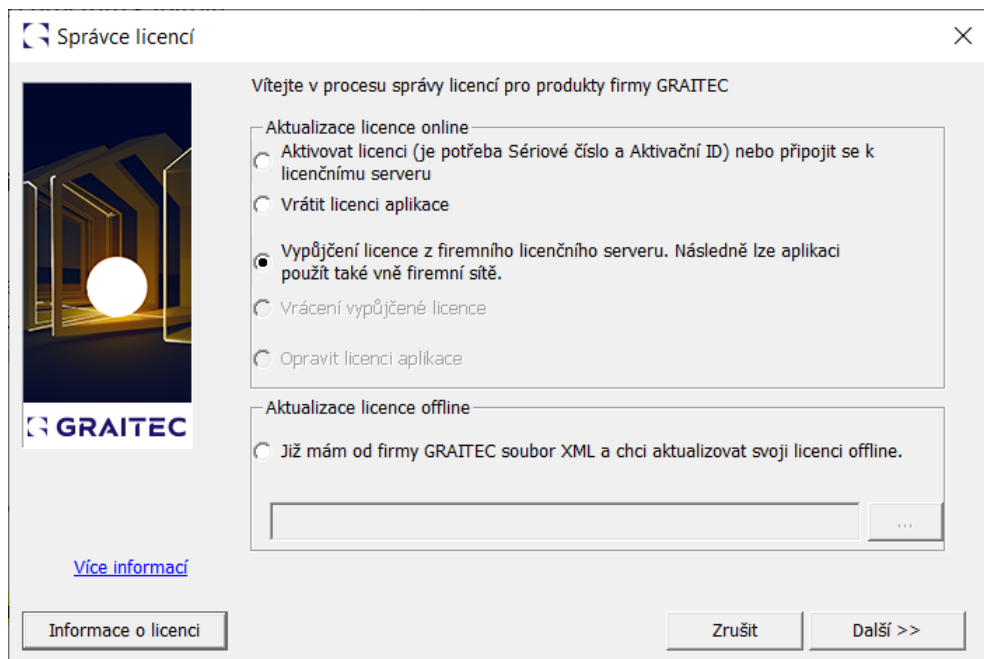 Správce licencí
Vítejte v procesu správy licencí pro produkty firmy GRAITEC
Aktualizace licence online
Aktivovat licenci (je potřeba Sériové číslo a Aktivační ID) nebo připojit se k
licenčnímu serveru
Vrátit licenci aplikace
Vypůjčení licence z firemního licenčního serveru. Následně lze aplikaci
použít také vně firemní sítě.
Vrácení vypůjčené licence
Opravit licenci aplikace
GRAITEC
Aktualizace licence offline
Již mám od firmy GRAITEC soubor XML a chci aktualizovat svoji licenci offline.
...
Více informací
Informace o licenci
Zrušit
Další >>